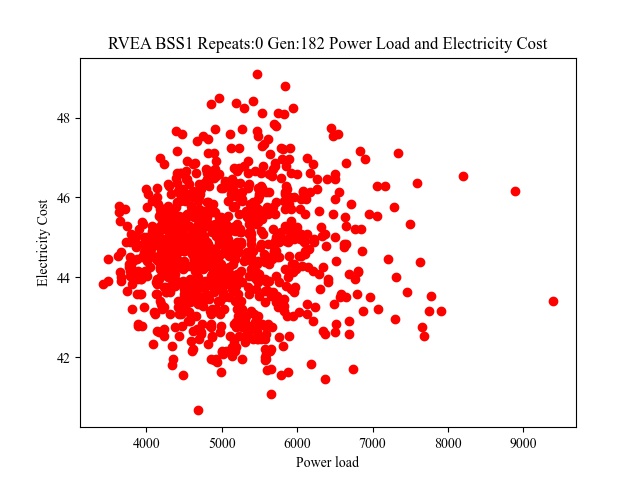 RVEA BSS1 Repeats:0 Gen:182 Power Load and Electricity Cost
48
46
44
42
Electricity Cost
4000 5000 6000 7000 8000 9000
Power load